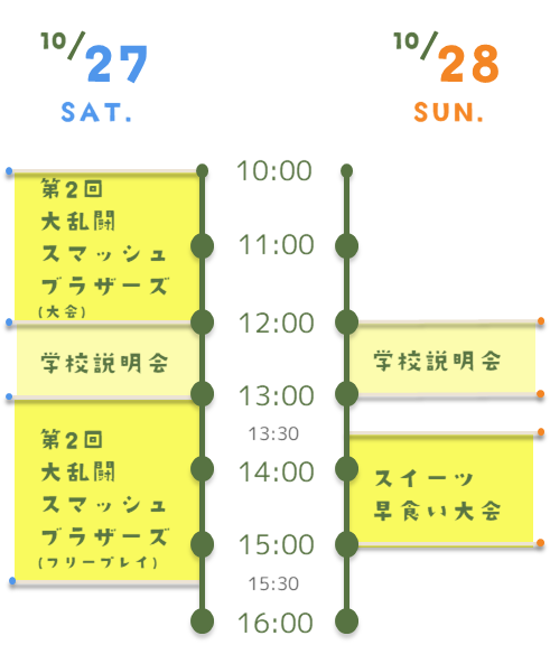 10/27
SAT.
10/28
SUN.
第2回
大乱闘
スマッシュ
ブラザーズ
(大会)
学校説明会
第2回
大乱闘
スマッシュ
ブラザーズ
(フリープレイ)
10:00
11:00
12:00
13:00
13:30
14:00
15:00
15:30
16:00
学校説明会
スイーツ
早食い大会